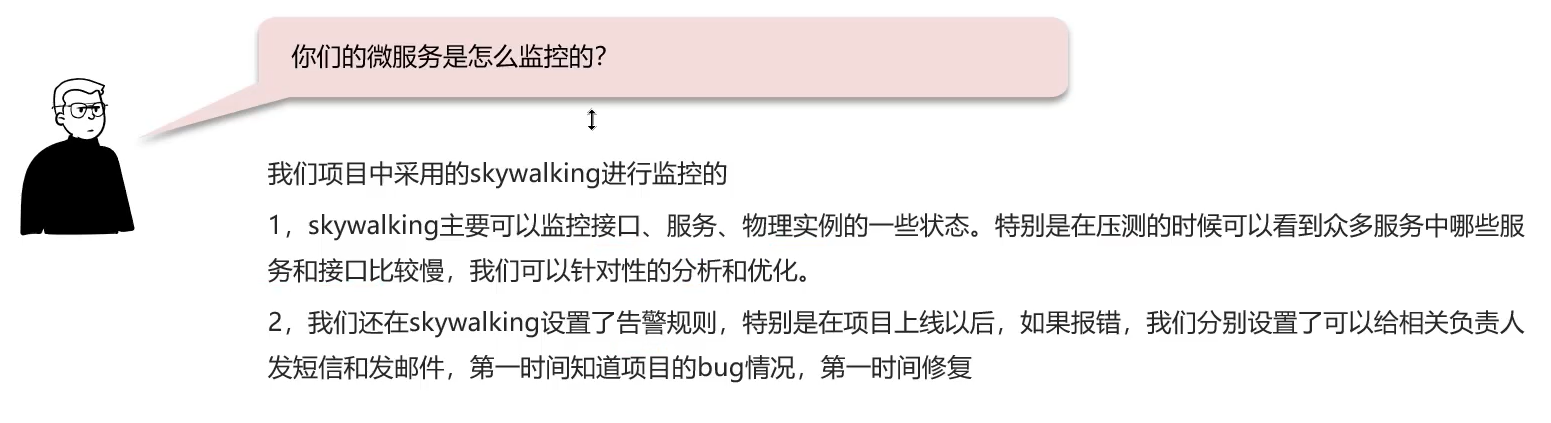 你们的微服务是怎么监控的？
我们项目中采用的skywalking进行监控的
1，skywalking主要可以监控接口、服务、物理实例的一些状态。特别是在压测的时候可以看到众多服务中哪些服
务和接口比较慢，我们可以针对性的分析和优化。
2，我们还在skywalking设置了告警规则，特别是在项目上线以后，如果报错，我们分别设置了可以给相关负责人
发短信和发邮件，第一时间知道项目的bug情况，第一时间修复